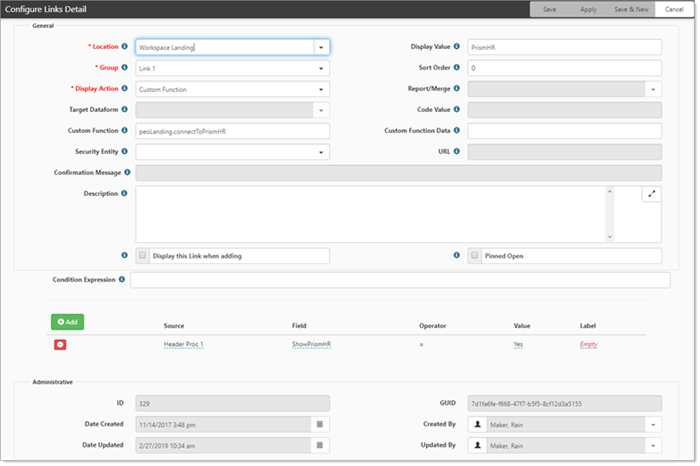 Configure Links Detail Save Apply Save & New Cancel
General
* Location Workspace Landing Display Value PrismHR
* Group Link 1 Sort Order 0
* Display Action Custom Function Report/Merge
Target Dataform Code Value
Custom Function peoLanding.connectToPrismHR Custom Function Data
Security Entity URL
Confirmation Message
Description
Display this Link when adding Pinned Open
Condition Expression
Add
Source Field Operator Value Label
Header Proc 1 ShowPrismHR = Yes Empty
Administrative
ID 329 GUID 7d1fa6fe-f668-47f7-b5f5-8cf12d3a5155
Date Created 11/14/2017 3:48 pm Created By Maker, Rain
Date Updated 2/27/2019 10:34 am Updated By Maker, Rain